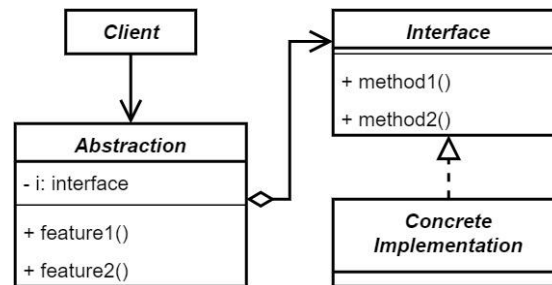 Client
Interface
+ method1()
+ method2()
Abstraction
- i: interface
+ feature1()
+ feature2()
Concrete
Implementation